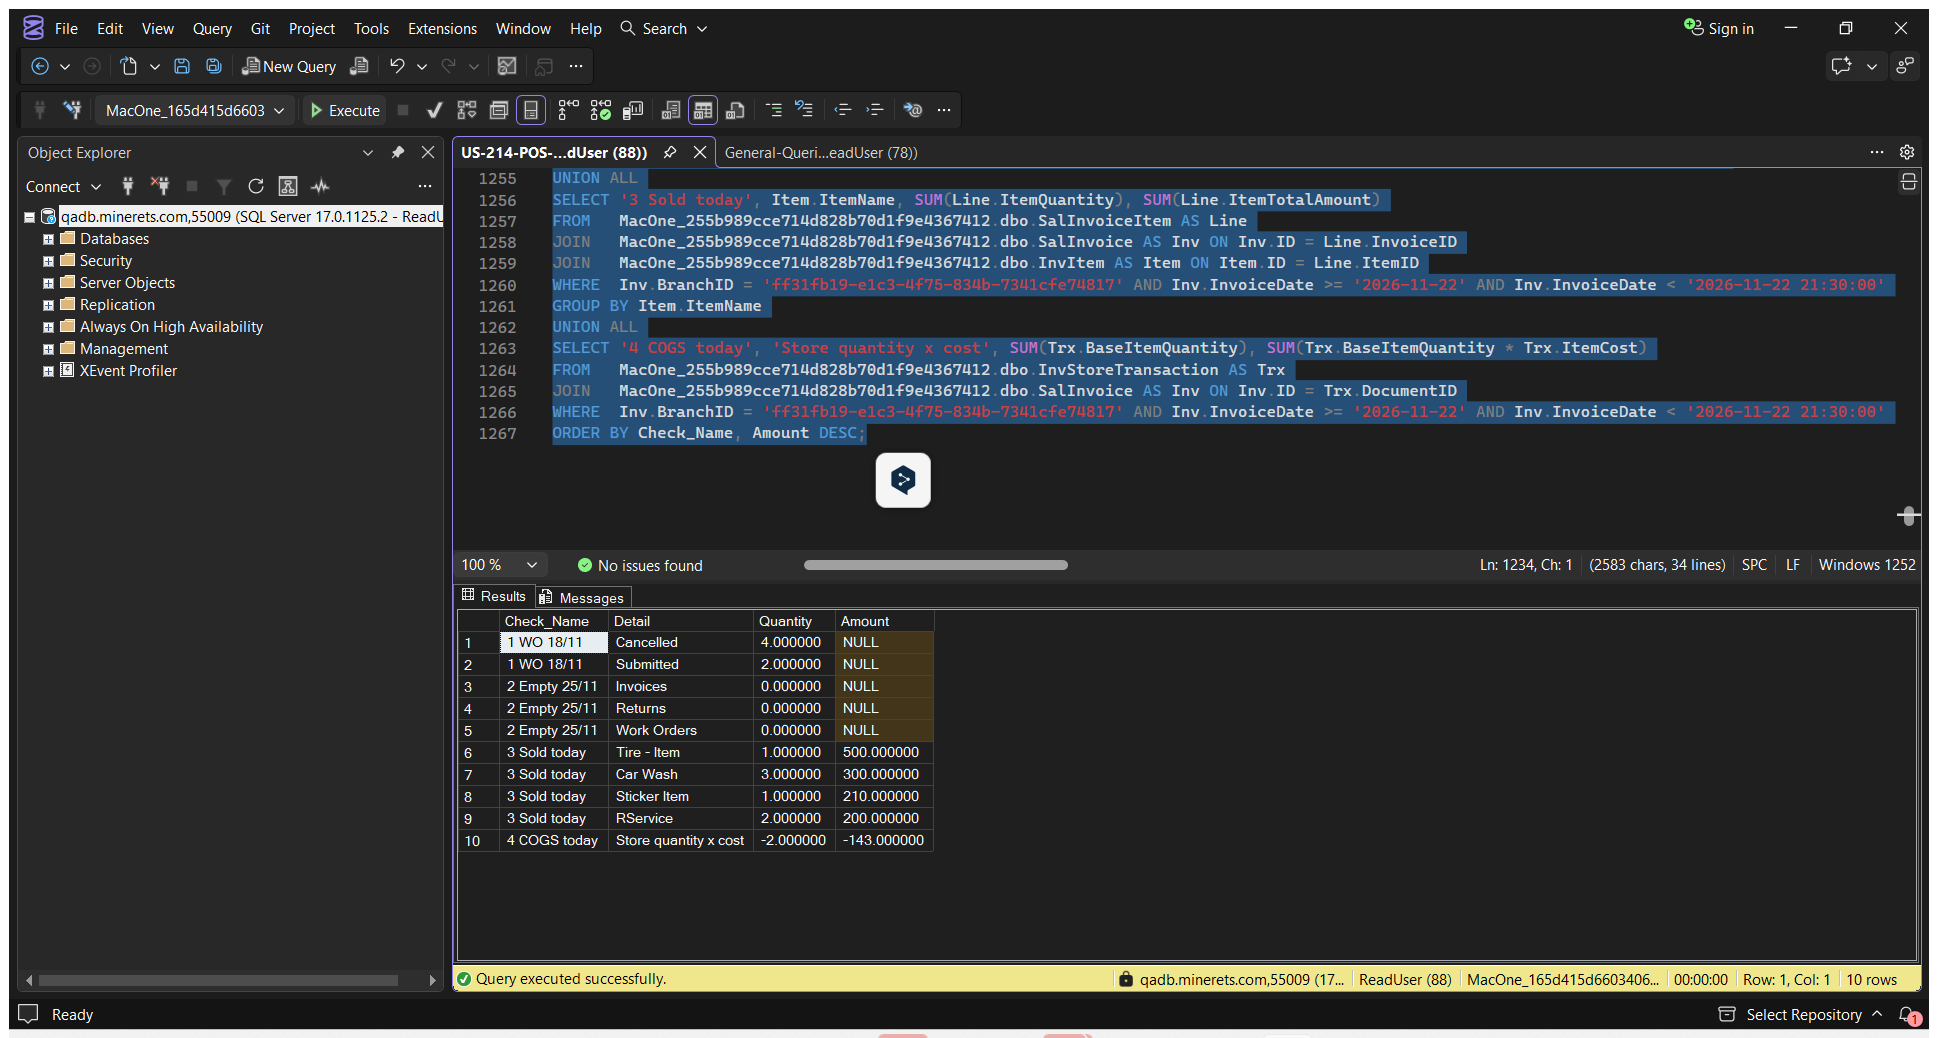 File Edit View Query Git Project Tools Extensions Window Help Search Sign in
New Query
MacOne_165d415d6603 Execute
Object Explorer
Connect
qadb.minerets.com,55009 (SQL Server 17.0.1125.2 - ReadU
Databases
Security
Server Objects
Replication
Always On High Availability
Management
XEvent Profiler
US-214-POS-...dUser (88)) General-Queri...eadUser (78))
1255 UNION ALL
1256 SELECT '3 Sold today', Item.ItemName, SUM(Line.ItemQuantity), SUM(Line.ItemTotalAmount)
1257 FROM MacOne_255b989cce714d828b70d1f9e4367412.dbo.SalInvoiceItem AS Line
1258 JOIN MacOne_255b989cce714d828b70d1f9e4367412.dbo.SalInvoice AS Inv ON Inv.ID = Line.InvoiceID
1259 JOIN MacOne_255b989cce714d828b70d1f9e4367412.dbo.InvItem AS Item ON Item.ID = Line.ItemID
1260 WHERE Inv.BranchID = 'ff31fb19-e1c3-4f75-834b-7341cfe74817' AND Inv.InvoiceDate >= '2026-11-22' AND Inv.InvoiceDate < '2026-11-22 21:30:00'
1261 GROUP BY Item.ItemName
1262 UNION ALL
1263 SELECT '4 COGS today', 'Store quantity x cost', SUM(Trx.BaseItemQuantity), SUM(Trx.BaseItemQuantity * Trx.ItemCost)
1264 FROM MacOne_255b989cce714d828b70d1f9e4367412.dbo.InvStoreTransaction AS Trx
1265 JOIN MacOne_255b989cce714d828b70d1f9e4367412.dbo.SalInvoice AS Inv ON Inv.ID = Trx.DocumentID
1266 WHERE Inv.BranchID = 'ff31fb19-e1c3-4f75-834b-7341cfe74817' AND Inv.InvoiceDate >= '2026-11-22' AND Inv.InvoiceDate < '2026-11-22 21:30:00'
1267 ORDER BY Check_Name, Amount DESC;
100 % No issues found Ln: 1234, Ch: 1 (2583 chars, 34 lines) SPC LF Windows 1252
Results Messages
Check_Name Detail Quantity Amount
1 1 WO 18/11 Cancelled 4.000000 NULL
2 1 WO 18/11 Submitted 2.000000 NULL
3 2 Empty 25/11 Invoices 0.000000 NULL
4 2 Empty 25/11 Returns 0.000000 NULL
5 2 Empty 25/11 Work Orders 0.000000 NULL
6 3 Sold today Tire - Item 1.000000 500.000000
7 3 Sold today Car Wash 3.000000 300.000000
8 3 Sold today Sticker Item 1.000000 210.000000
9 3 Sold today RService 2.000000 200.000000
10 4 COGS today Store quantity x cost -2.000000 -143.000000
Query executed successfully. qadb.minerets.com,55009 (17... ReadUser (88) MacOne_165d415d6603406... 00:00:00 Row: 1, Col: 1 10 rows
Ready Select Repository 1